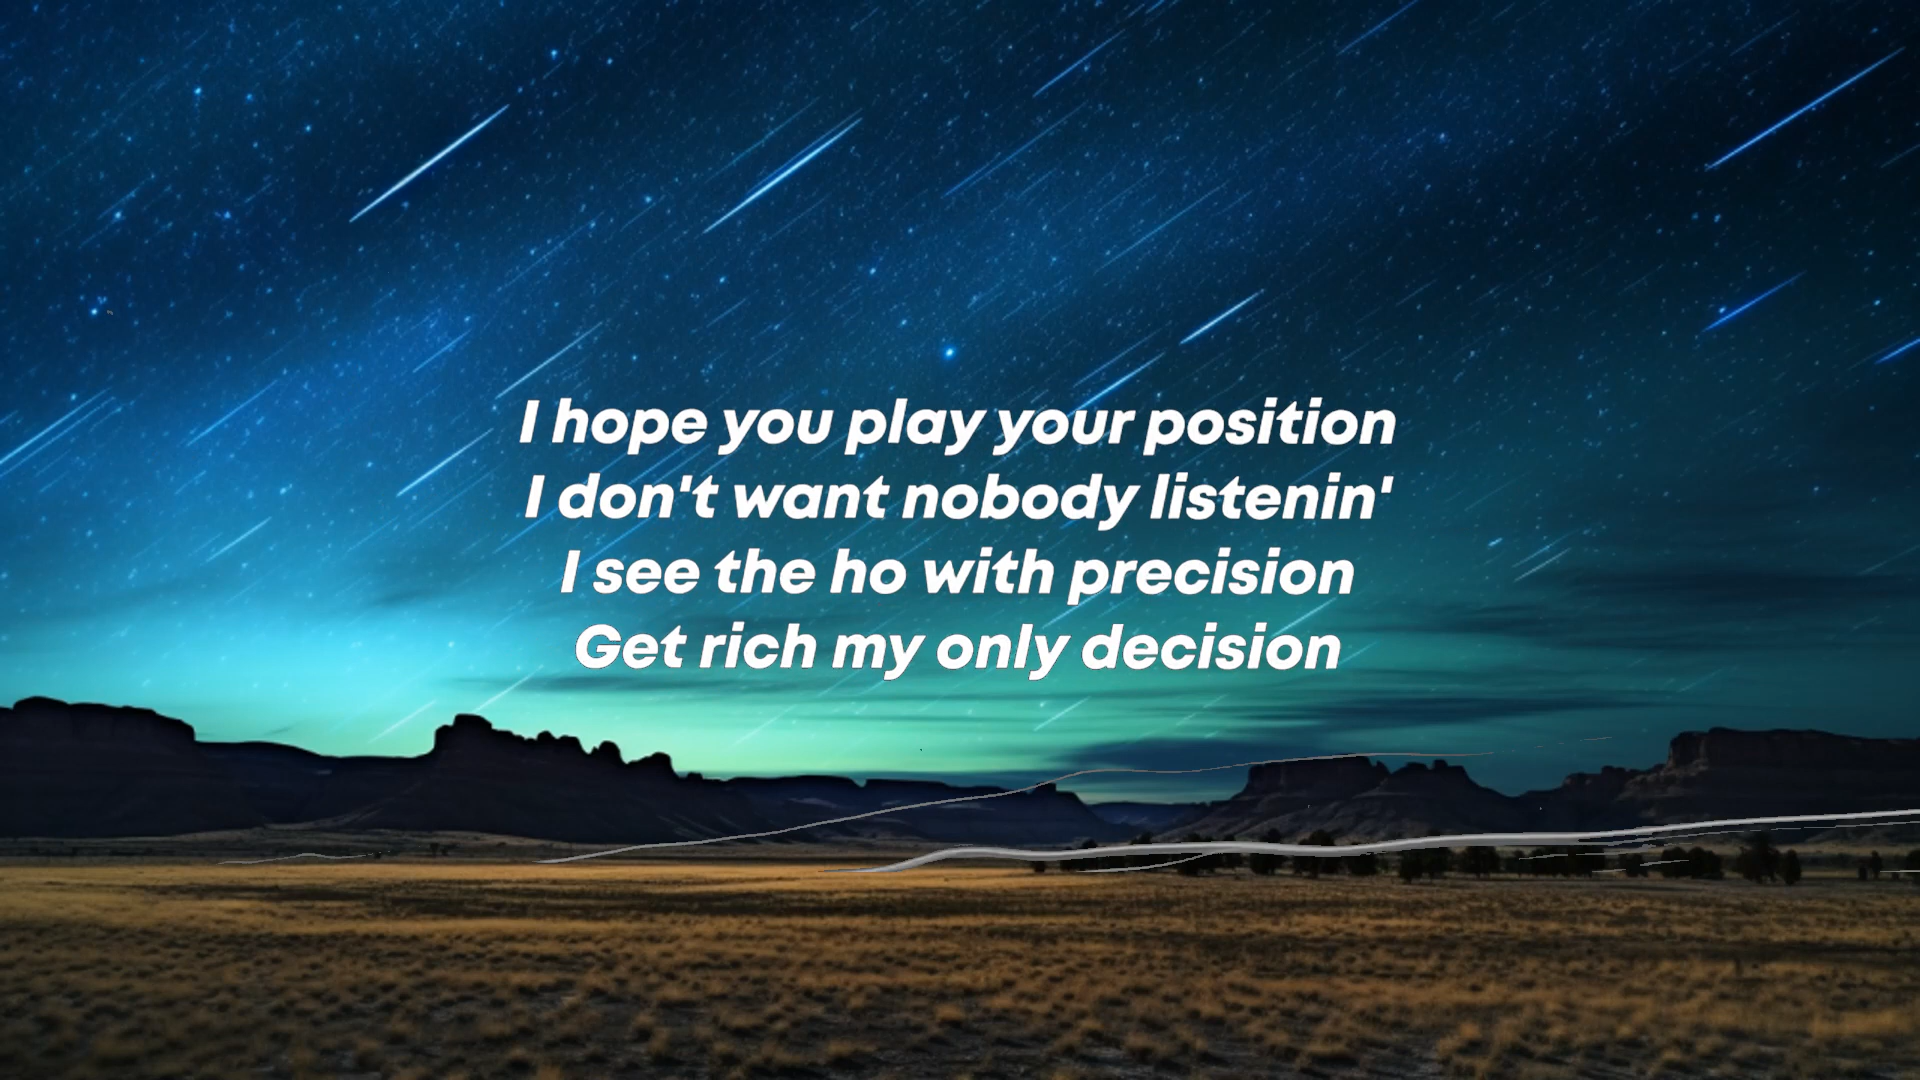 I hope you play your position
I don't want nobody listenin'
I see the ho with precision
Get rich my only decision